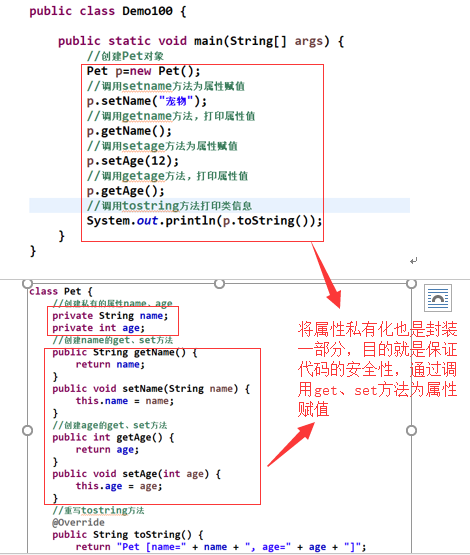 public class Demo100 {
public static void main(String[] args) {
//创建Pet对象
Pet p=new Pet();
//调用setname方法为属性赋值
p.setName("宠物");
//调用getname方法，打印属性值
p.getName();
//调用setage方法为属性赋值
p.setAge(12);
//调用getage方法，打印属性值
p.getAge();
//调用tostring方法打印类信息
System.out.println(p.toString());
}
}
class Pet {
//创建私有的属性name、age
private String name;
private int age;
//创建name的get、set方法
public String getName() {
return name;
}
public void setName(String name) {
this.name = name;
}
//创建age的get、set方法
public int getAge() {
return age;
}
public void setAge(int age) {
this.age = age;
}
//重写tostring方法
@Override
public String toString() {
return "Pet [name=" + name + ", age=" + age + "]";
将属性私有化也是封装
一部分，目的就是保证
代码的安全性，通过调
用get、set方法为属性
赋值